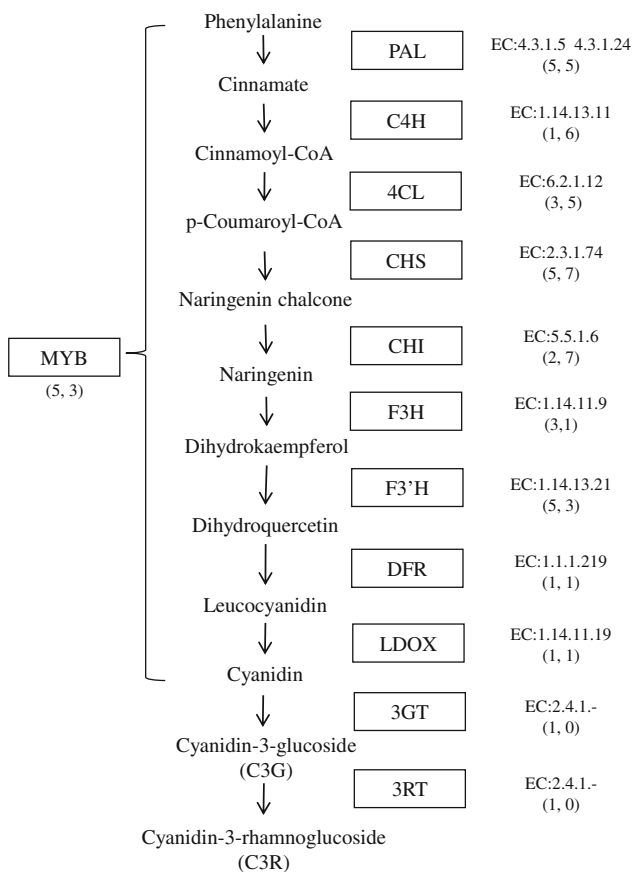 Phenylalanine
PAL
EC:4.3.1.5 4.3.1.24
(5, 5)
Cinnamate
C4H
EC:1.14.13.11
(1, 6)
Cinnamoyl-CoA
4CL
EC:6.2.1.12
(3, 5)
p-Coumaroyl-CoA
CHS
EC:2.3.1.74
(5, 7)
Naringenin chalcone
CHI
EC:5.5.1.6
(2, 7)
MYB
(5, 3)
Naringenin
F3H
EC:1.14.11.9
(3,1)
Dihydrokaempferol
F3’H
EC:1.14.13.21
(5, 3)
Dihydroquercetin
DFR
EC:1.1.1.219
(1, 1)
Leucocyanidin
LDOX
EC:1.14.11.19
(1, 1)
Cyanidin
3GT
EC:2.4.1.-
(1, 0)
Cyanidin-3-glucoside
(C3G)
3RT
EC:2.4.1.-
(1, 0)
Cyanidin-3-rhamnoglucoside
(C3R)